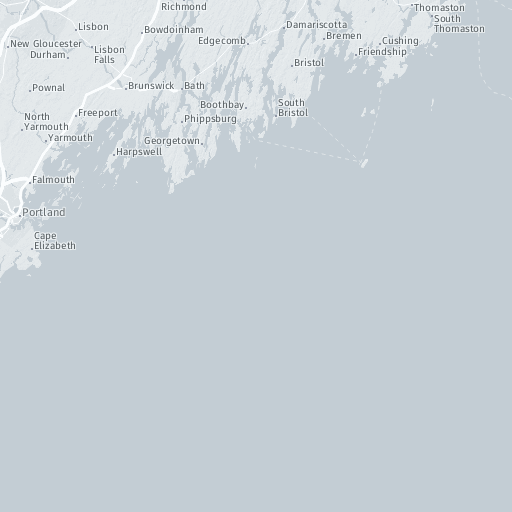 Richmond
Thomaston
South
Thomaston
Lisbon
Bowdoinham
Damariscotta
Bremen
Edgecomb
Cushing
New Gloucester
Lisbon
Falls
Durham
Friendship
Bristol
Pownal
Brunswick
Bath
Boothbay
South
Bristol
Freeport
North
Yarmouth
Phippsburg
Yarmouth
Georgetown
Harpswell
Falmouth
Portland
Cape
Elizabeth